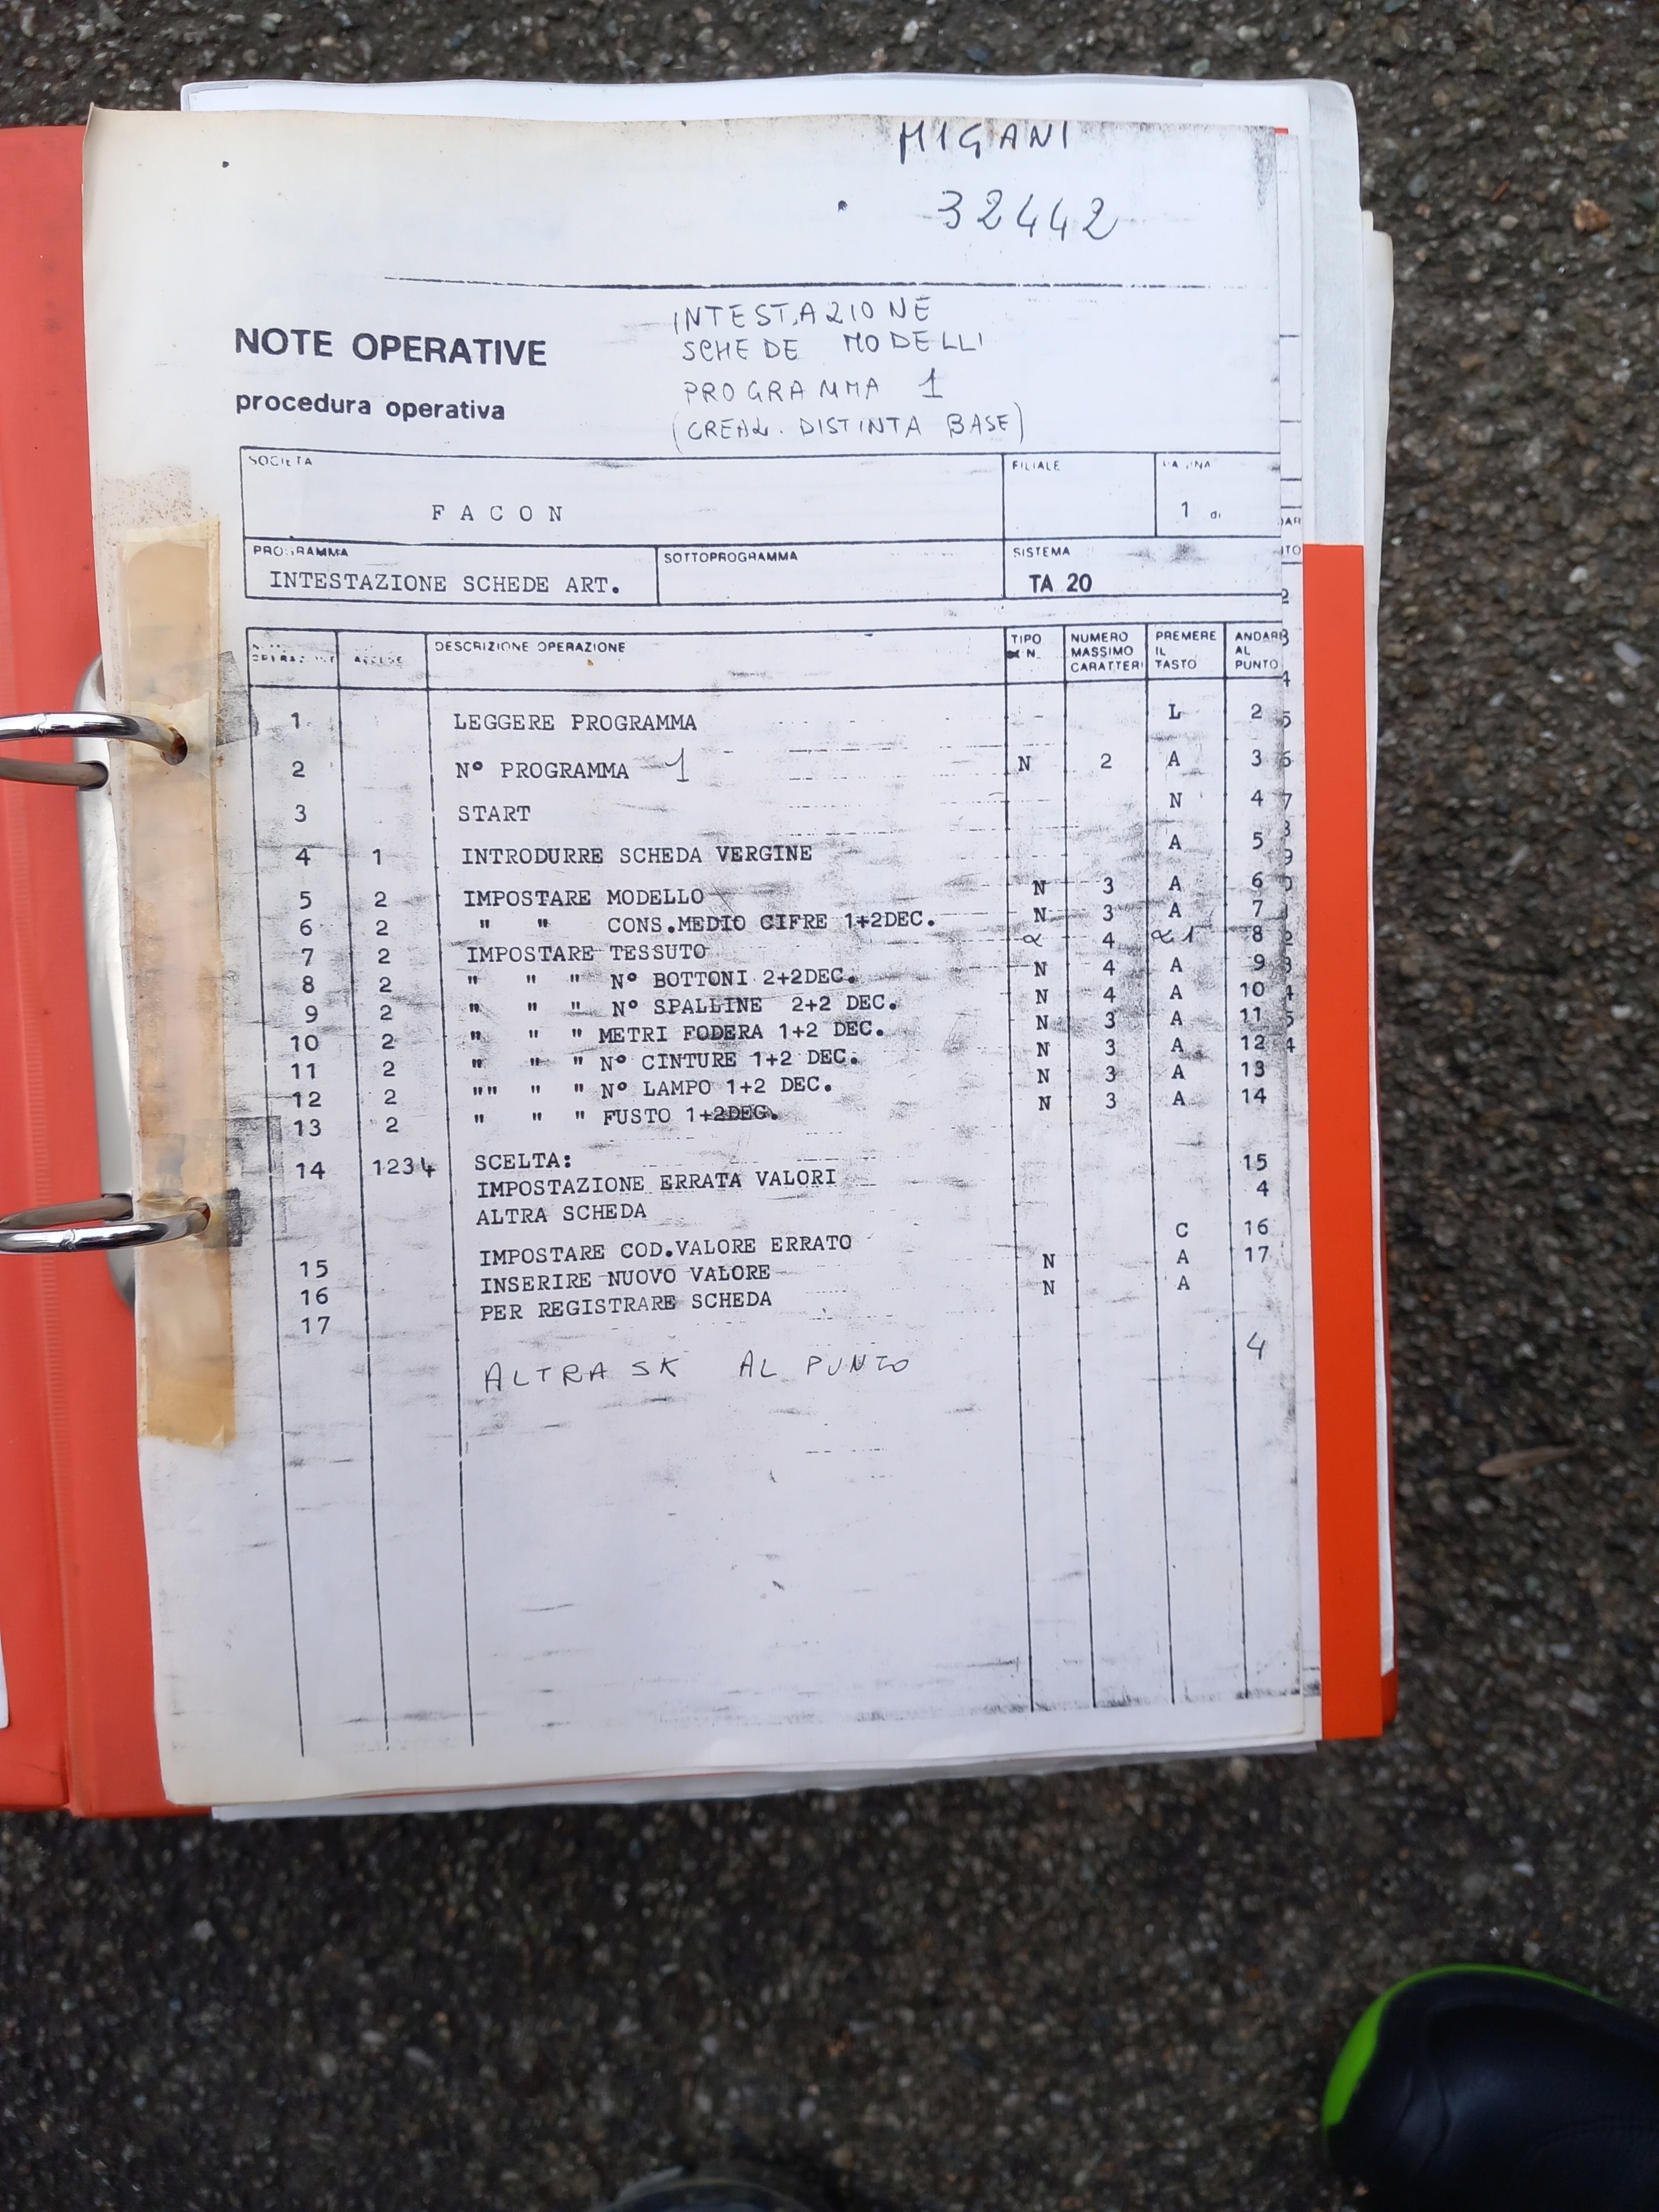 MIGANI
32442
INTESTAZIONE
NOTE OPERATIVE SCHEDE MODELLI
procedura operativa PROGRAMMA 1
(CREAZ. DISTINTA BASE)
SOCIETA FILIALE PAGINA
FACON 1 di
PROGRAMMA SOTTOPROGRAMMA SISTEMA
INTESTAZIONE SCHEDE ART. TA 20
DESCRIZIONE OPERAZIONE TIPO NUMERO PREMERE ANDARE
∝ N. MASSIMO IL AL
CARATTERI TASTO PUNTO
1 LEGGERE PROGRAMMA L 2
2 Nº PROGRAMMA 1 N 2 A 3
3 START N 4
4 1 INTRODURRE SCHEDA VERGINE A 5
5 2 IMPOSTARE MODELLO N 3 A 6
6 2 " " CONS.MEDIO CIFRE 1+2DEC. N 3 A 7
7 2 IMPOSTARE TESSUTO ∝ 4 ∝1 8
8 2 " " " Nº BOTTONI 2+2DEC. N 4 A 9
9 2 " " " Nº SPALLINE 2+2 DEC. N 4 A 10
10 2 " " " METRI FODERA 1+2 DEC. N 3 A 11
11 2 " " " Nº CINTURE 1+2 DEC. N 3 A 12
12 2 "" " " Nº LAMPO 1+2 DEC. N 3 A 13
13 2 " " " FUSTO 1+2DEC. N 3 A 14
14 1234 SCELTA:
IMPOSTAZIONE ERRATA VALORI 15
ALTRA SCHEDA 4
15 IMPOSTARE COD.VALORE ERRATO C 16
16 INSERIRE NUOVO VALORE N A 17
17 PER REGISTRARE SCHEDA N A
ALTRA SK AL PUNTO 4